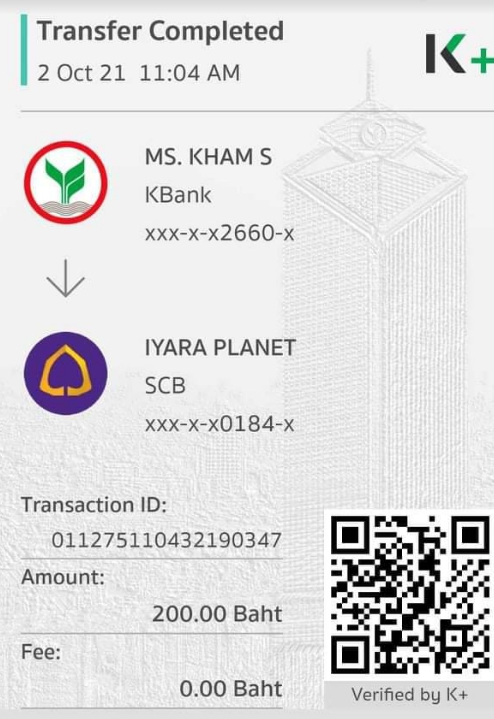 Transfer Completed
2 Oct 21 11:04 AM
K+
MS. KHAM S
KBank
xxx-x-x2660-x
IYARA PLANET
SCB
xxx-x-x0184-x
Transaction ID:
011275110432190347
Amount:
200.00 Baht
Fee:
0.00 Baht
Verified by K+